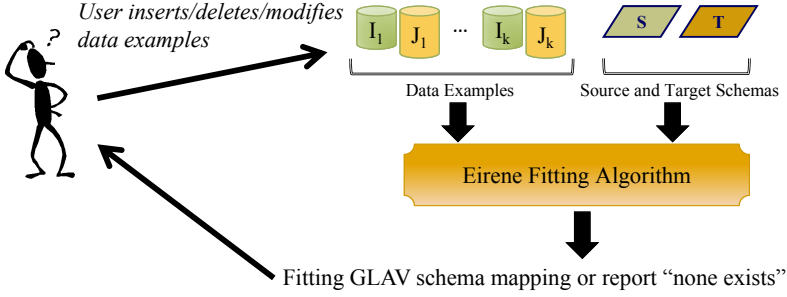 User inserts/deletes/modifies
data examples
?
I1 J1 ... Ik Jk
S T
Data Examples
Source and Target Schemas
Eirene Fitting Algorithm
Fitting GLAV schema mapping or report “none exists”